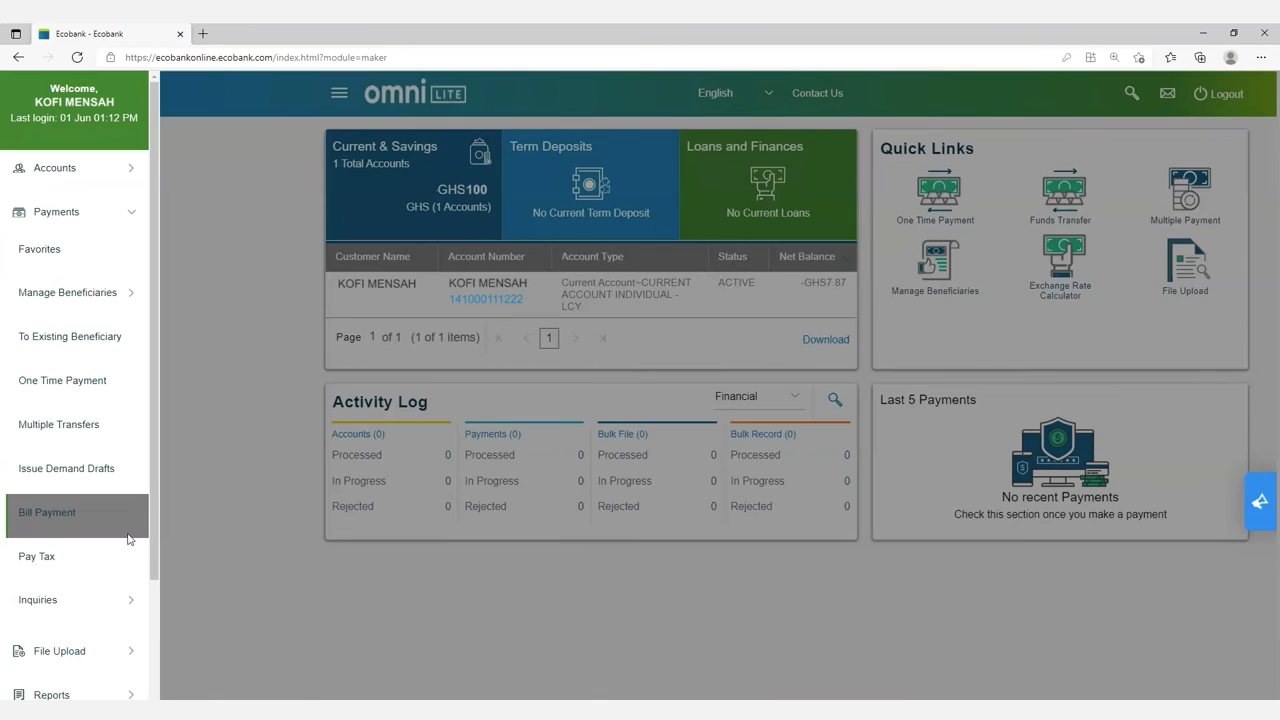 Ecobank - Ecobank
https://ecobankonline.ecobank.com/index.html?module=maker
Welcome,
KOFI MENSAH
Last login: 01 Jun 01:12 PM
Accounts
Payments
Favorites
Manage Beneficiaries
To Existing Beneficiary
One Time Payment
Multiple Transfers
Issue Demand Drafts
Bill Payment
Pay Tax
Inquiries
File Upload
Reports
omni LITE
English
Contact Us
Logout
Current & Savings
1 Total Accounts
GHS100
GHS (1 Accounts)
Term Deposits
No Current Term Deposit
Loans and Finances
No Current Loans
Customer Name Account Number Account Type Status Net Balance
KOFI MENSAH
KOFI MENSAH
141000111222
Current Account~CURRENT
ACCOUNT INDIVIDUAL -
LCY
ACTIVE
-GHS7.87
Page 1 of 1 (1 of 1 items) 1
Download
Quick Links
One Time Payment
Funds Transfer
Multiple Payment
Manage Beneficiaries
Exchange Rate
Calculator
File Upload
Activity Log
Financial
Accounts (0)
Processed 0
In Progress 0
Rejected 0
Payments (0)
Processed 0
In Progress 0
Rejected 0
Bulk File (0)
Processed 0
In Progress 0
Rejected 0
Bulk Record (0)
Processed 0
In Progress 0
Rejected 0
Last 5 Payments
No recent Payments
Check this section once you make a payment